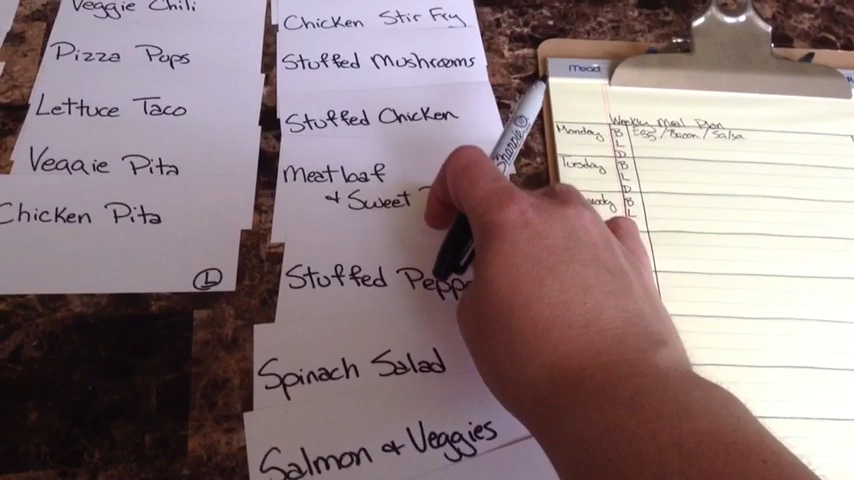 Veggie Chili
Pizza Pops
Lettuce Taco
Veggie Pita
Chicken Pita
L
Chicken Stir Fry
Stuffed Mushrooms
Stuffed Chicken
Meatloaf
& Sweet
Stuffed Peppe
Spinach Salad
Salmon & Veggies
Sharpie
mead
Weekly Meal Plan
Monday B Egg / Bacon / Salsa
L
D
Tuesday B
L
D
B
L